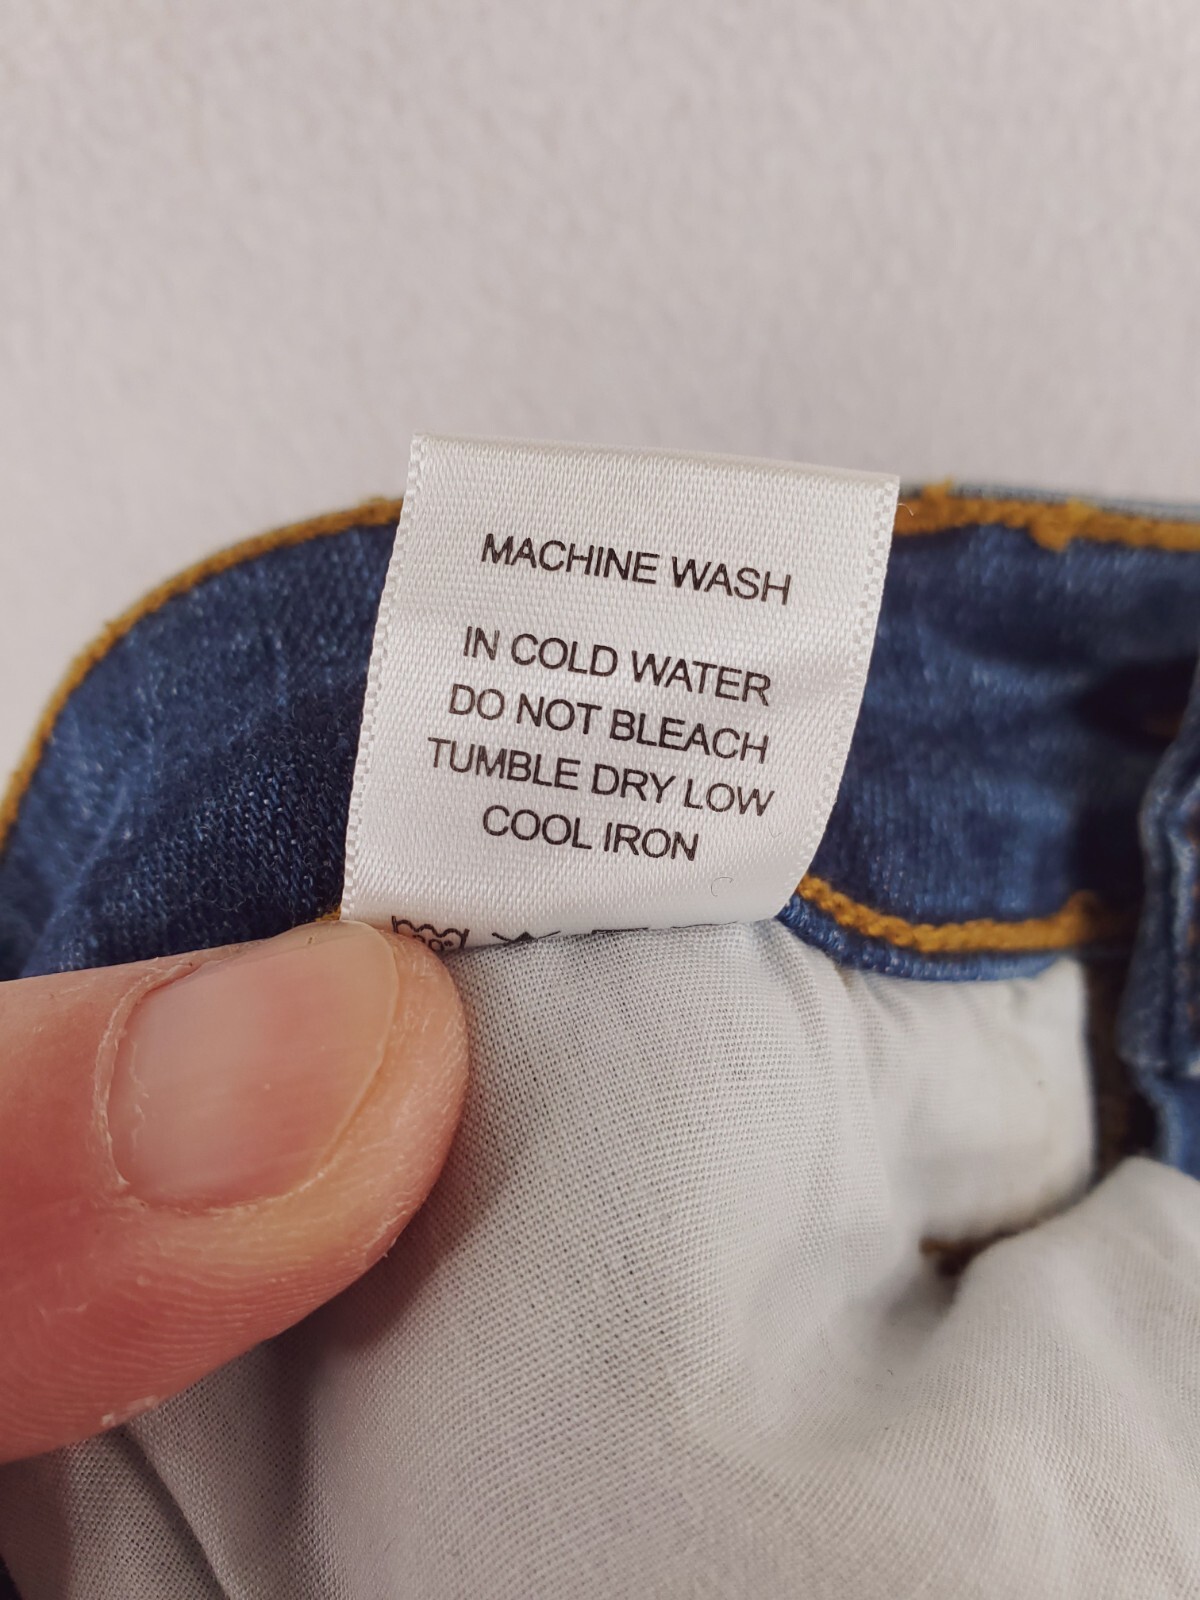 MACHINE WASH
IN COLD WATER
DO NOT BLEACH
TUMBLE DRY LOW
COOL IRON